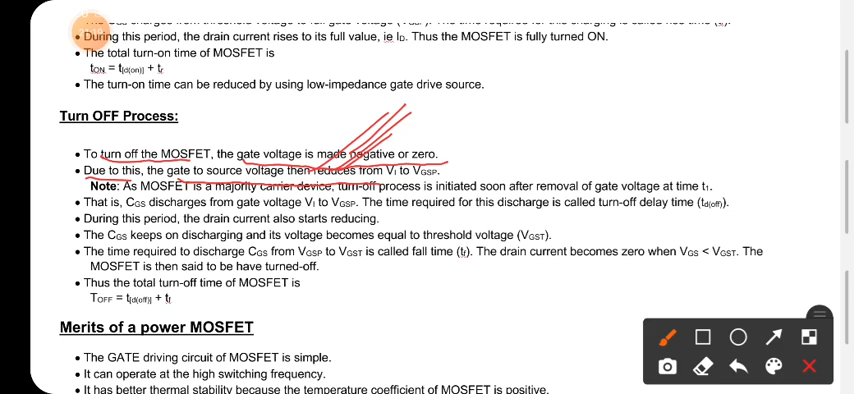 • During this period, the drain current rises to its full value, ie ID. Thus the MOSFET is fully turned ON.
• The total turn-on time of MOSFET is
tON = t[d(on)] + tr
• The turn-on time can be reduced by using low-impedance gate drive source.
Turn OFF Process:
• To turn off the MOSFET, the gate voltage is made negative or zero.
• Due to this, the gate to source voltage then reduces from VI to VGSP.
Note: As MOSFET is a majority carrier device, turn-off process is initiated soon after removal of gate voltage at time t1.
• That is, CGS discharges from gate voltage VI to VGSP. The time required for this discharge is called turn-off delay time (td(off)).
• During this period, the drain current also starts reducing.
• The CGS keeps on discharging and its voltage becomes equal to threshold voltage (VGST).
• The time required to discharge CGS from VGSP to VGST is called fall time (tf). The drain current becomes zero when VGS < VGST. The
MOSFET is then said to be have turned-off.
• Thus the total turn-off time of MOSFET is
TOFF = t[d(off)] + tf
Merits of a power MOSFET
• The GATE driving circuit of MOSFET is simple.
• It can operate at the high switching frequency.
• It has better thermal stability because the temperature coefficient of MOSFET is positive.